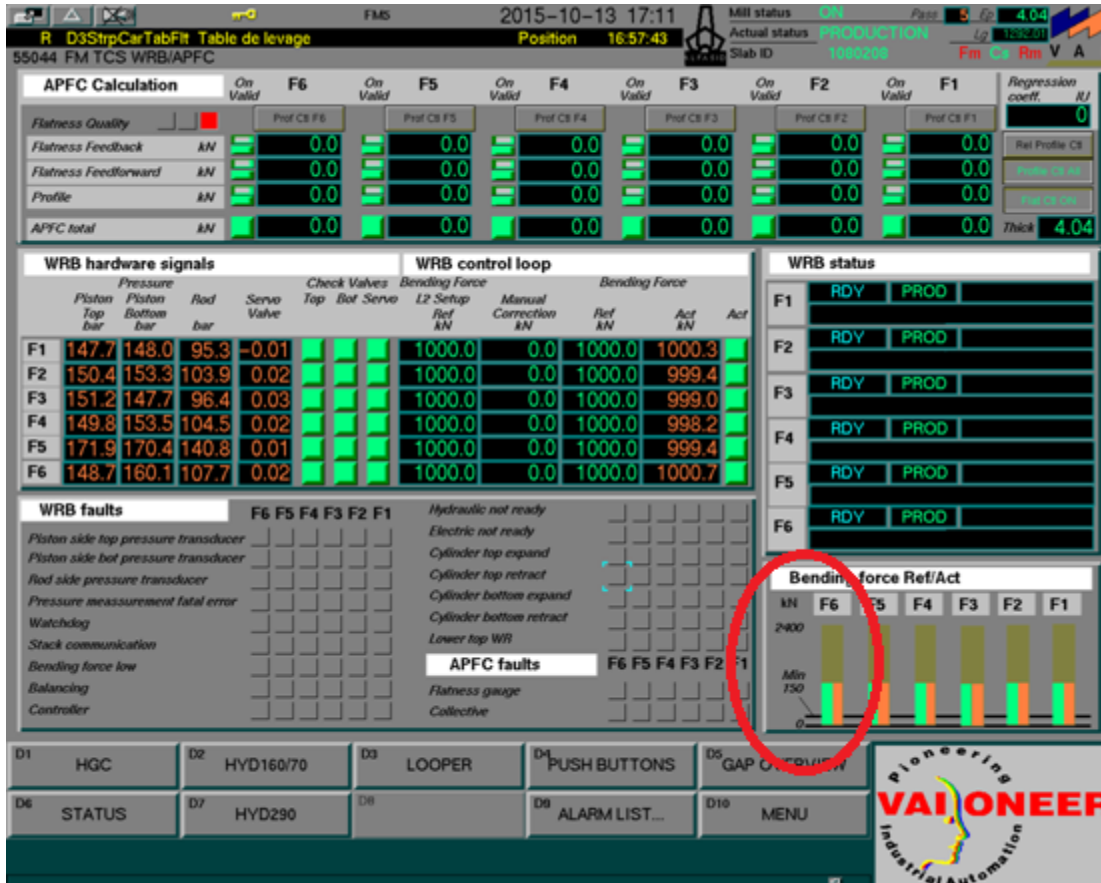 FMS 2015-10-13 17:11 Mill status ON Pass 5 Ep 4.04
R D3StrpCarTabFlt Table de levage Position 16:57:43 Actual status PRODUCTION Lg 1292.01
55044 FM TCS WRB/APFC Slab ID 1080208 Fm Cs Rm V A
APFC Calculation On Valid F6 On Valid F5 On Valid F4 On Valid F3 On Valid F2 On Valid F1 Regression coeff. IU
Flatness Quality Prof Ctl F6 Prof Ctl F5 Prof Ctl F4 Prof Ctl F3 Prof Ctl F2 Prof Ctl F1 0
Flatness Feedback kN 0.0 0.0 0.0 0.0 0.0 0.0 Rel Profile Ctl
Flatness Feedforward kN 0.0 0.0 0.0 0.0 0.0 0.0 Profile Ctl All
Profile kN 0.0 0.0 0.0 0.0 0.0 0.0 Flat Ctl ON
APFC total kN 0.0 0.0 0.0 0.0 0.0 0.0 Thick 4.04
WRB hardware signals WRB control loop
Pressure Check Valves Bending Force Bending Force
Piston Piston Rod Servo Top Bot Servo L2 Setup Manual
Top Bottom Valve Ref Correction Ref Act Act
bar bar bar kN kN kN kN
F1 147.7 148.0 95.3 -0.01 1000.0 0.0 1000.0 1000.3
F2 150.4 153.3 103.9 0.02 1000.0 0.0 1000.0 999.4
F3 151.2 147.7 96.4 0.03 1000.0 0.0 1000.0 999.0
F4 149.8 153.5 104.5 0.02 1000.0 0.0 1000.0 998.2
F5 171.9 170.4 140.8 0.01 1000.0 0.0 1000.0 999.4
F6 148.7 160.1 107.7 0.02 1000.0 0.0 1000.0 1000.7
WRB status
F1 RDY PROD
F2 RDY PROD
F3 RDY PROD
F4 RDY PROD
F5 RDY PROD
F6 RDY PROD
WRB faults F6 F5 F4 F3 F2 F1
Piston side top pressure transducer
Piston side bot pressure transducer
Rod side pressure transducer
Pressure meassurement fatal error
Watchdog
Stack communication
Bending force low
Balancing
Controller
Hydraulic not ready
Electric not ready
Cylinder top expand
Cylinder top retract
Cylinder bottom expand
Cylinder bottom retract
Lower top WR
APFC faults F6 F5 F4 F3 F2 F1
Flatness gauge
Collective
Bending force Ref/Act
kN F6 F5 F4 F3 F2 F1
2400
Min
150
0
D1 HGC D2 HYD160/70 D3 LOOPER D4 PUSH BUTTONS D5 GAP OVERVIEW
D6 STATUS D7 HYD290 D8 D9 ALARM LIST... D10 MENU
Pioneering
VAI
Industrial Automation